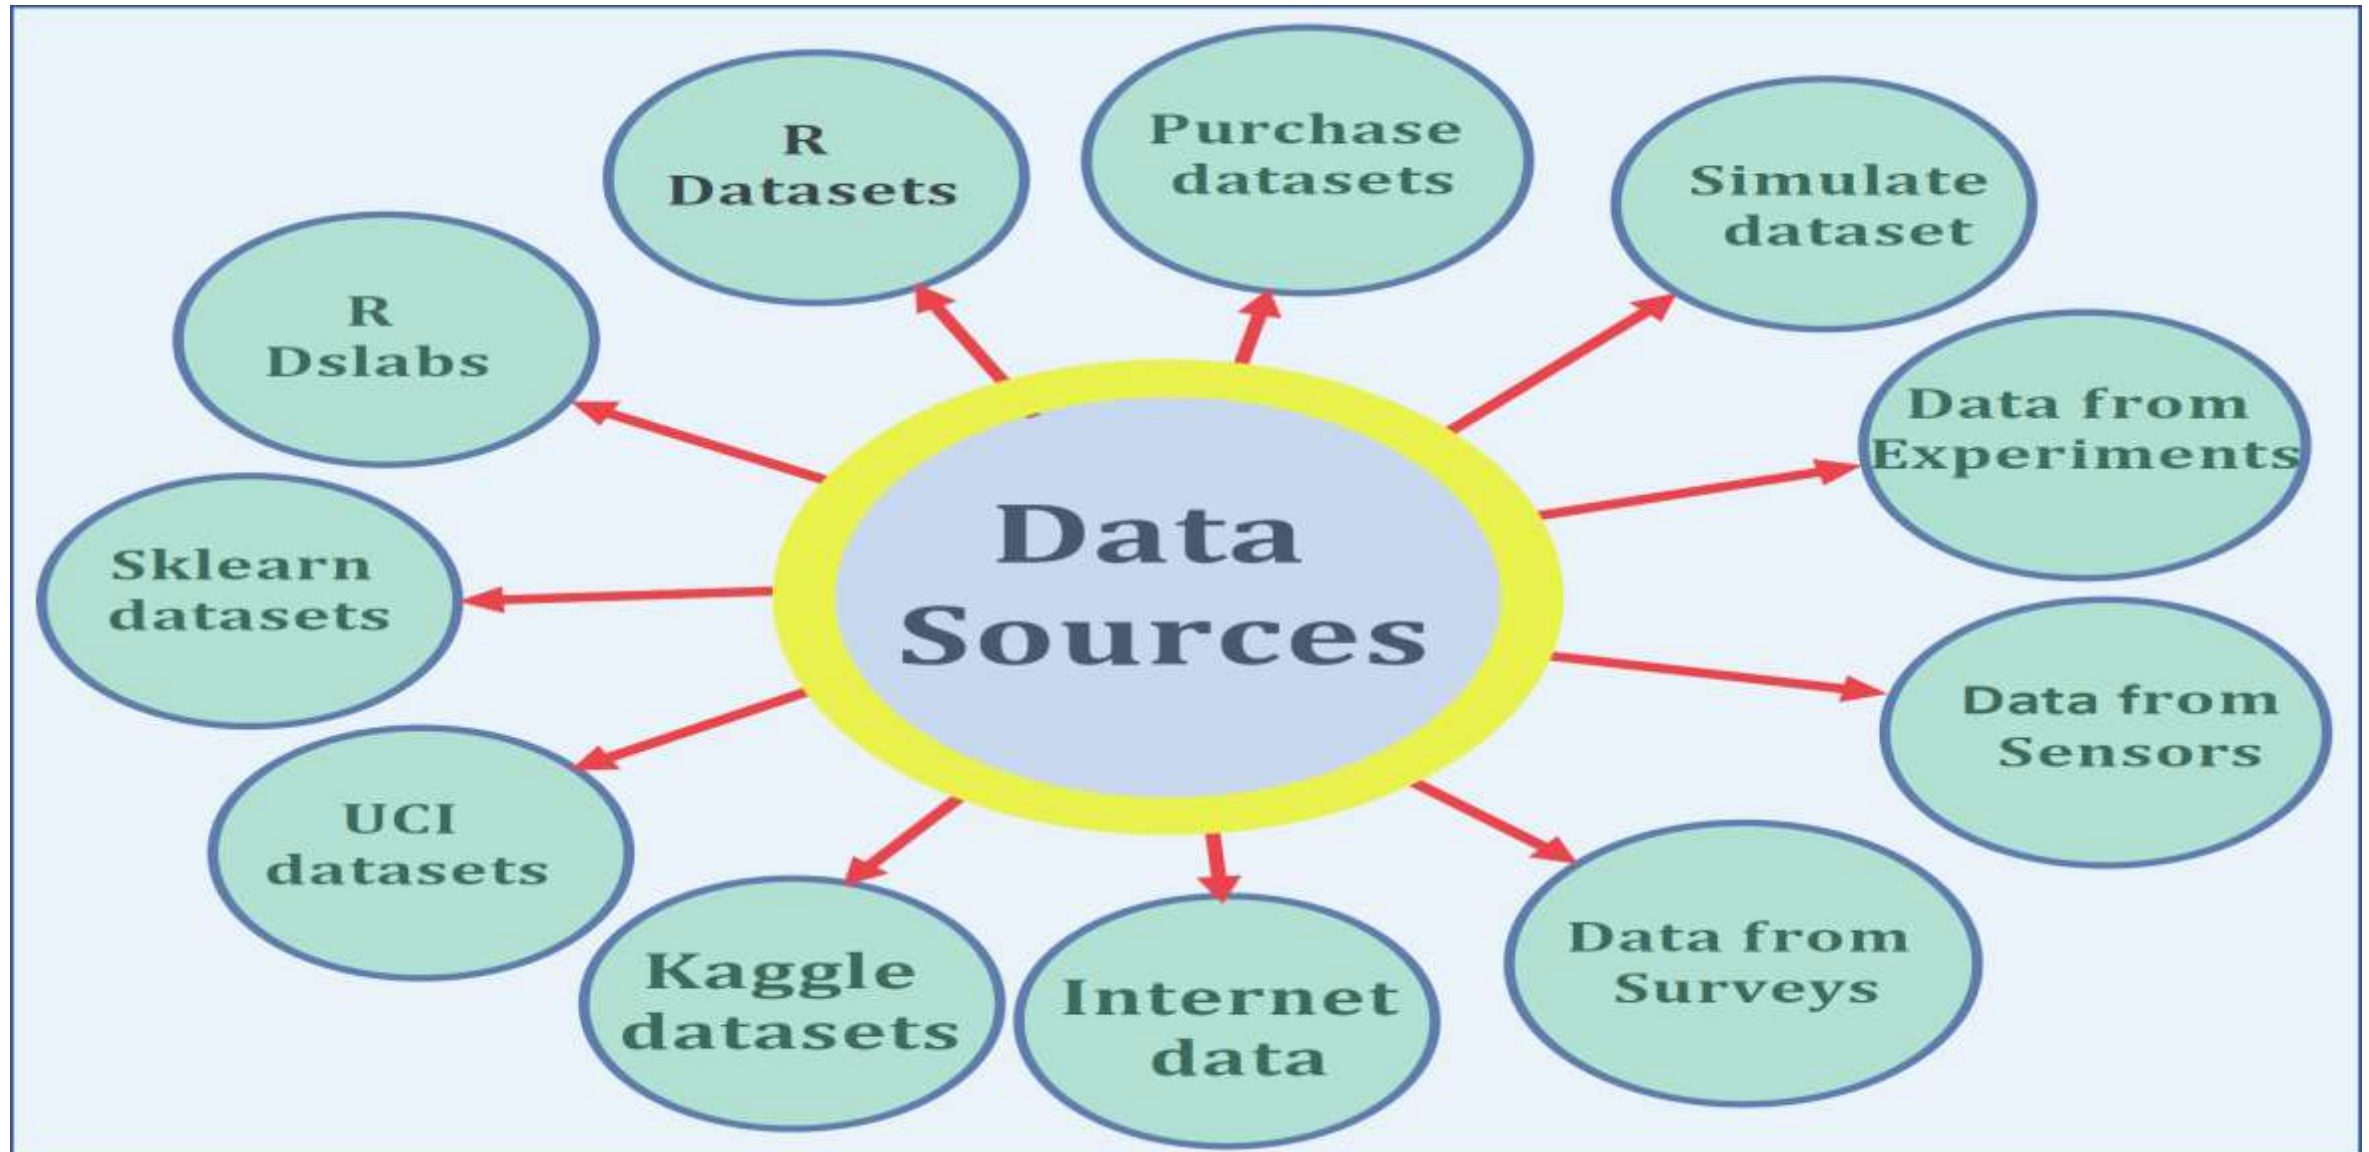 R
Datasets
Purchase
datasets
Simulate
dataset
R
Dslabs
Data from
Experiments
Data
Sources
Sklearn
datasets
Data from
Sensors
UCI
datasets
Data from
Surveys
Kaggle
datasets
Internet
data